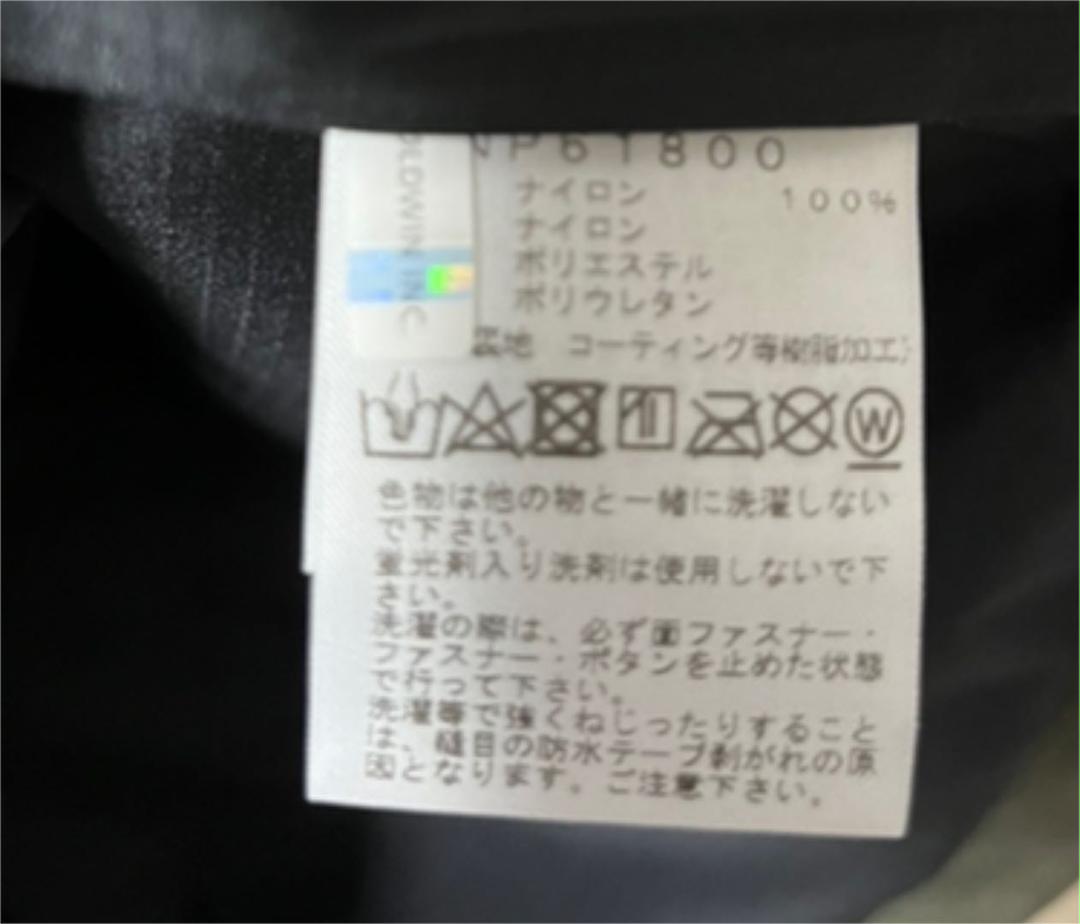 NP61800
ナイロン 100%
ナイロン
ポリエステル
ポリウレタン
裏地 コーティング等樹脂加工
OLDWIN INC
W
色物は他の物と一緒に洗濯しない
で下さい。
蛍光剤入り洗剤は使用しないで下
さい。
洗濯の際は、必ず面ファスナー・
ファスナー・ボタンを止めた状態
で行って下さい。
洗濯等で強くねじったりすること
は、縫目の防水テープ剥がれの原
因となります。ご注意下さい。